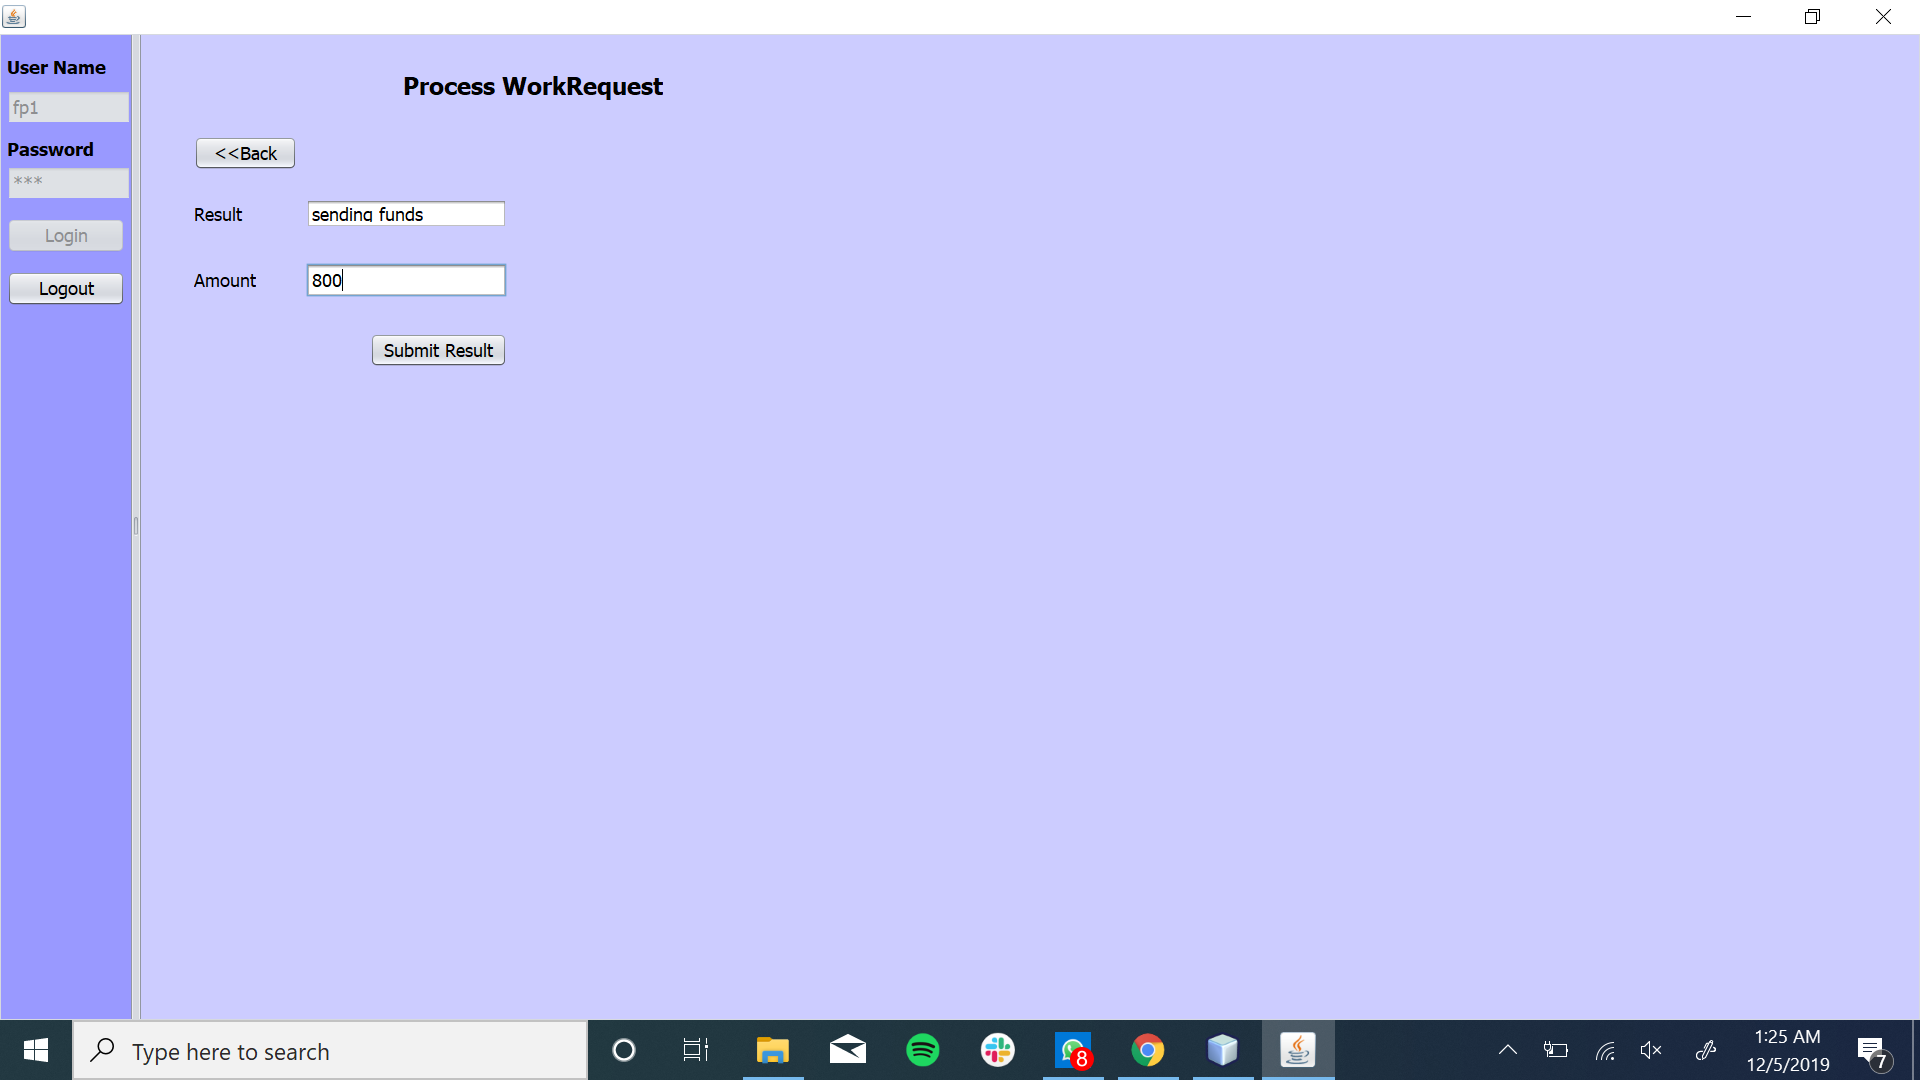 User Name
fp1
Password
***
Login
Logout
Process WorkRequest
<<Back
Result
sending funds
Amount
800
Submit Result
Type here to search
8
1:25 AM
12/5/2019
7